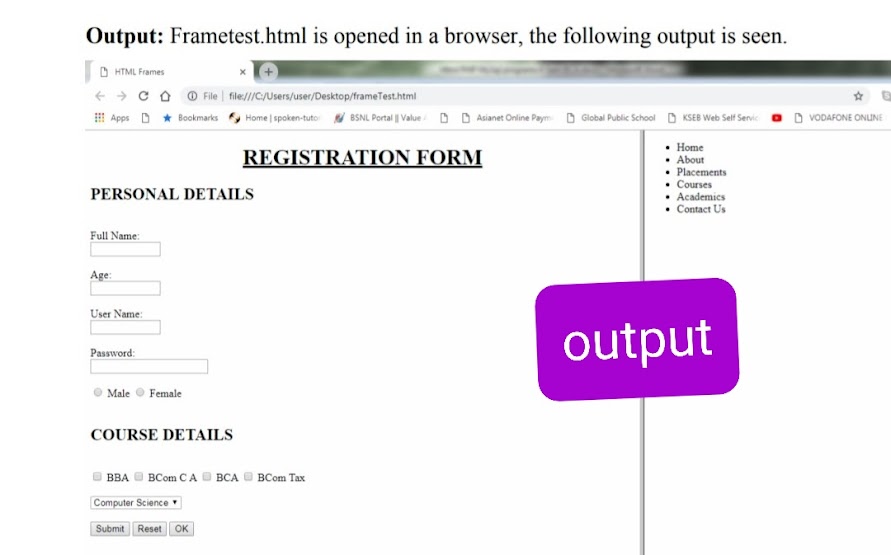 Output: Frametest.html is opened in a browser, the following output is seen.
HTML Frames
File | file:///C:/Users/user/Desktop/frameTest.html
Apps Bookmarks Home | spoken-tutor BSNL Portal || Value Asianet Online Paym Global Public School KSEB Web Self Servic VODAFONE ONLINE
REGISTRATION FORM
PERSONAL DETAILS
Full Name:
Age:
User Name:
Password:
Male Female
COURSE DETAILS
BBA BCom C A BCA BCom Tax
Computer Science
Submit Reset OK
Home
About
Placements
Courses
Academics
Contact Us
output